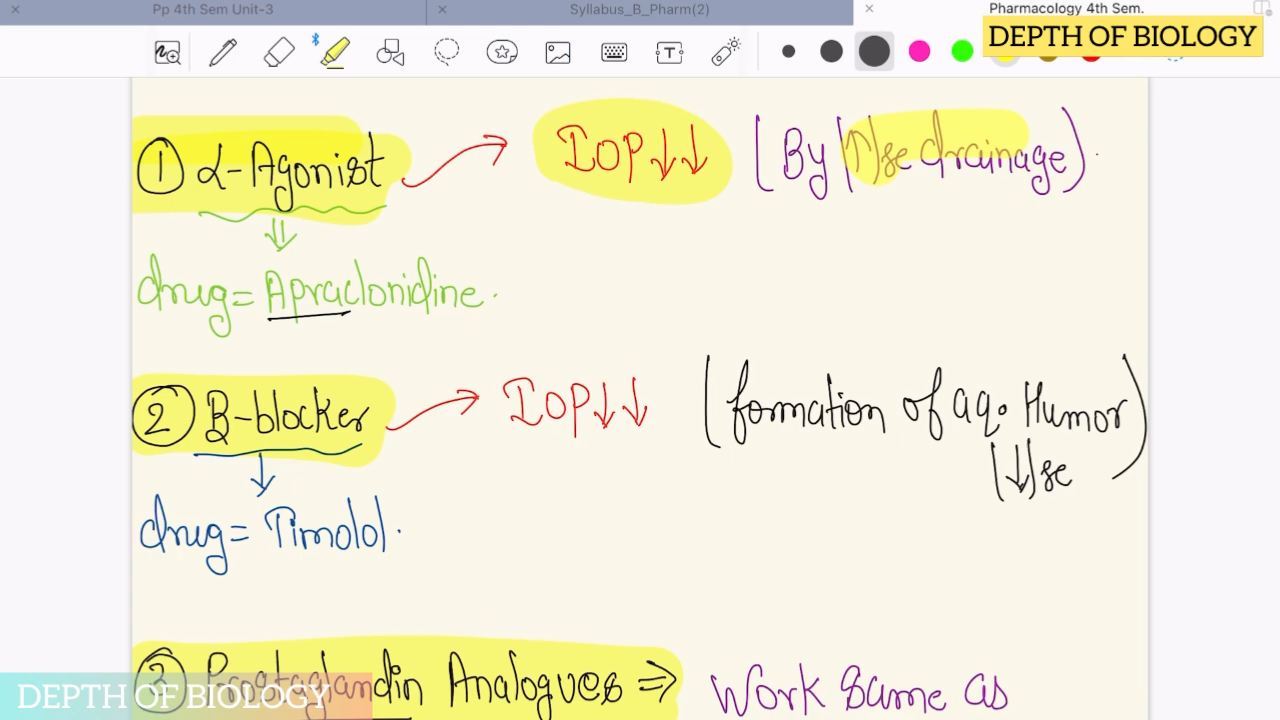 Pp 4th Sem Unit-3
Syllabus_B_Pharm(2)
Pharmacology 4th Sem.
DEPTH OF BIOLOGY
① α-Agonist → IOP↓↓ (By (↑)se drainage).
⇓
drug = Apraclonidine.
② B-blocker → IOP↓↓ (formation of aq. Humor
(↓)se)
↓
drug = Timolol.
③ Prostaglandin Analogues ⇒ Work same as
DEPTH OF BIOLOGY